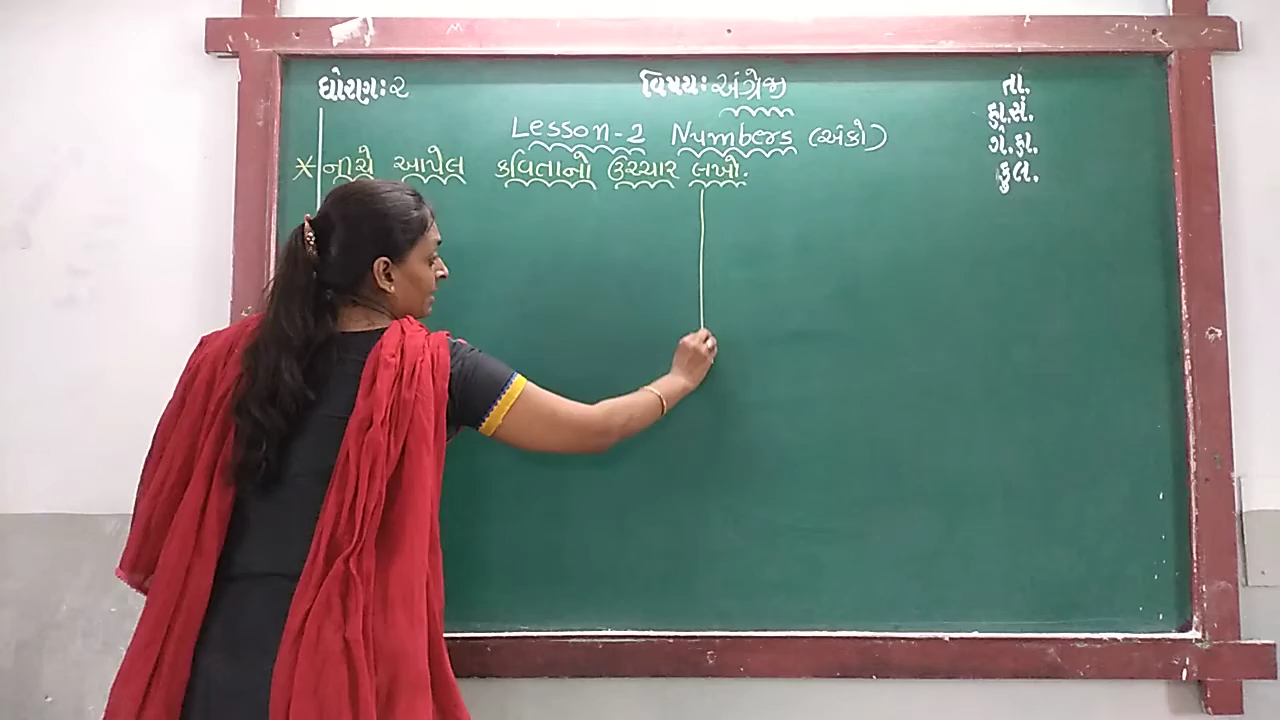 ધોરણ: ૨
વિષય: અંગ્રેજી
Lesson-2 Numbers (અંકો)
* નીચે આપેલ કવિતાનો ઉચ્ચાર લખો.
તા.
હા.સં.
ગે.હા.
કુલ.